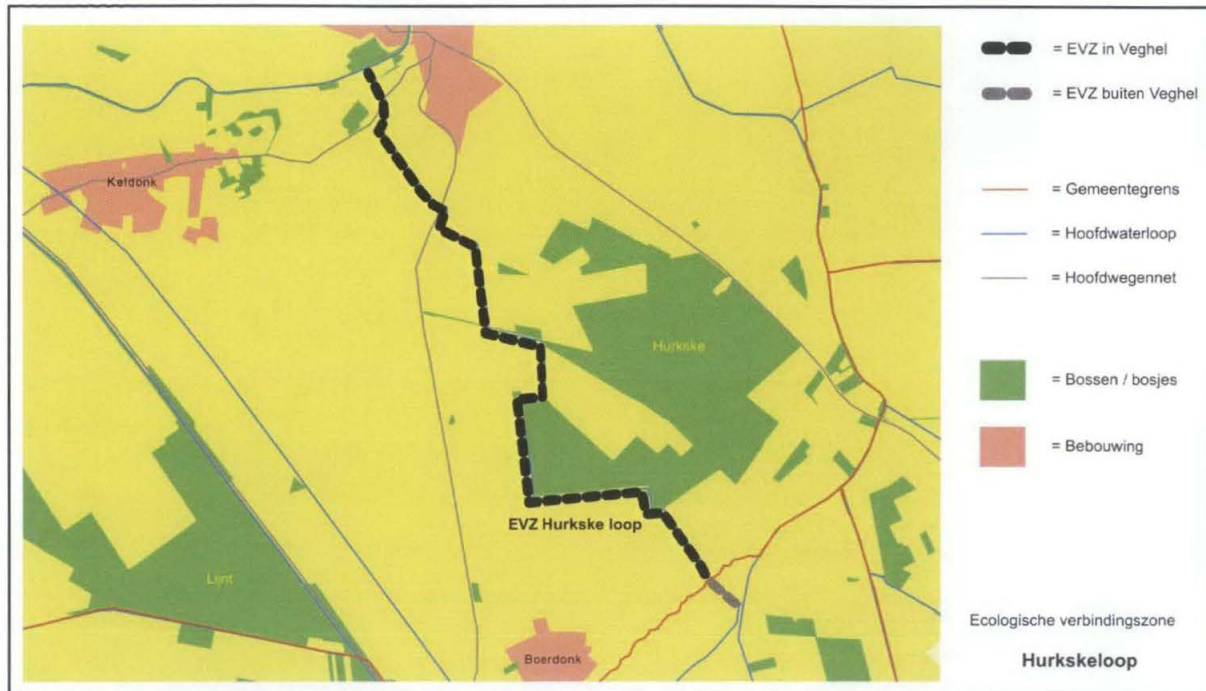 Keldonk
Hurkske
EVZ Hurkske loop
Lijnt
Boerdonk
= EVZ in Veghel
= EVZ buiten Veghel
= Gemeentegrens
= Hoofdwaterloop
= Hoofdwegennet
= Bossen / bosjes
= Bebouwing
Ecologische verbindingszone
Hurkskeloop